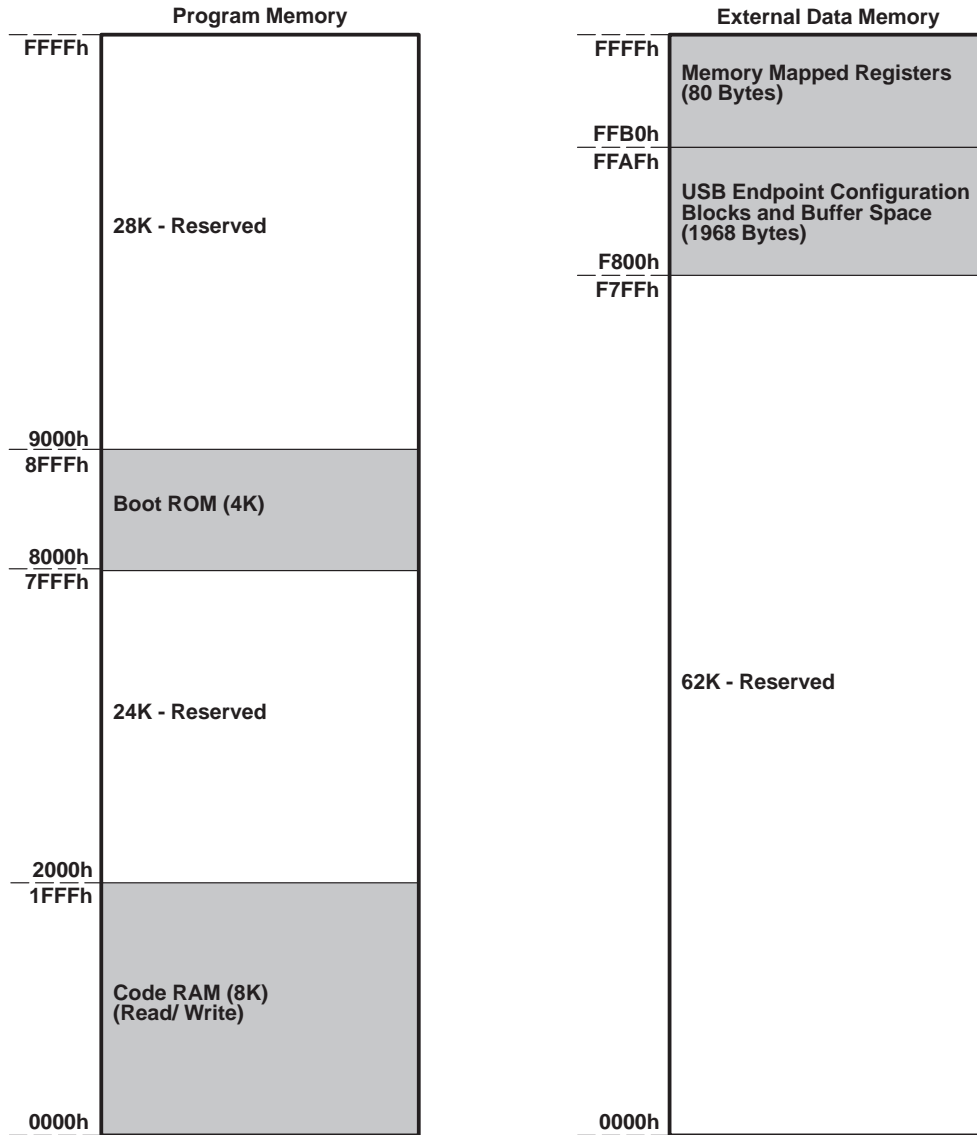 Program Memory
FFFFh
28K - Reserved
9000h
8FFFh
Boot ROM (4K)
8000h
7FFFh
24K - Reserved
2000h
1FFFh
Code RAM (8K)
(Read/ Write)
0000h
External Data Memory
FFFFh
Memory Mapped Registers
(80 Bytes)
FFB0h
FFAFh
USB Endpoint Configuration
Blocks and Buffer Space
(1968 Bytes)
F800h
F7FFh
62K - Reserved
0000h